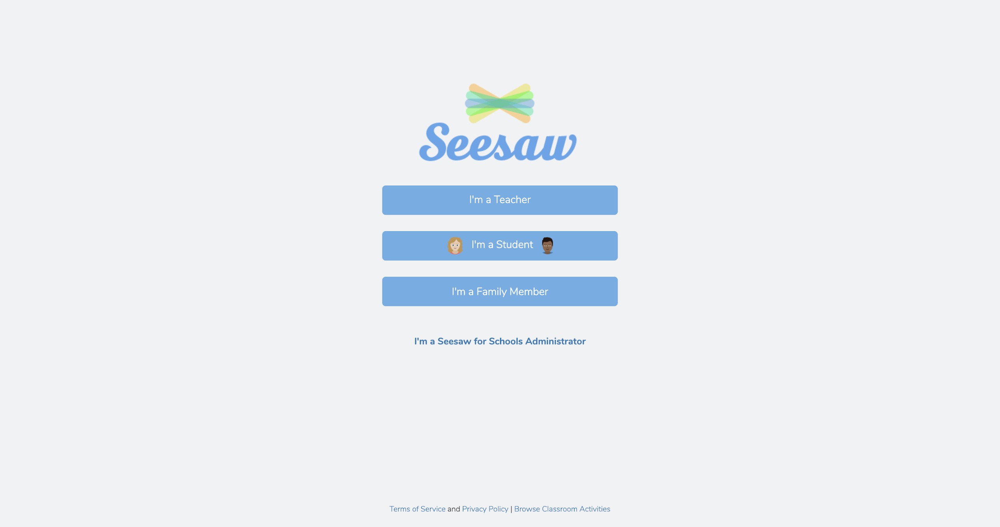 Seesaw
I'm a Teacher
I'm a Student
I'm a Family Member
I'm a Seesaw for Schools Administrator
Terms of Service and Privacy Policy | Browse Classroom Activities